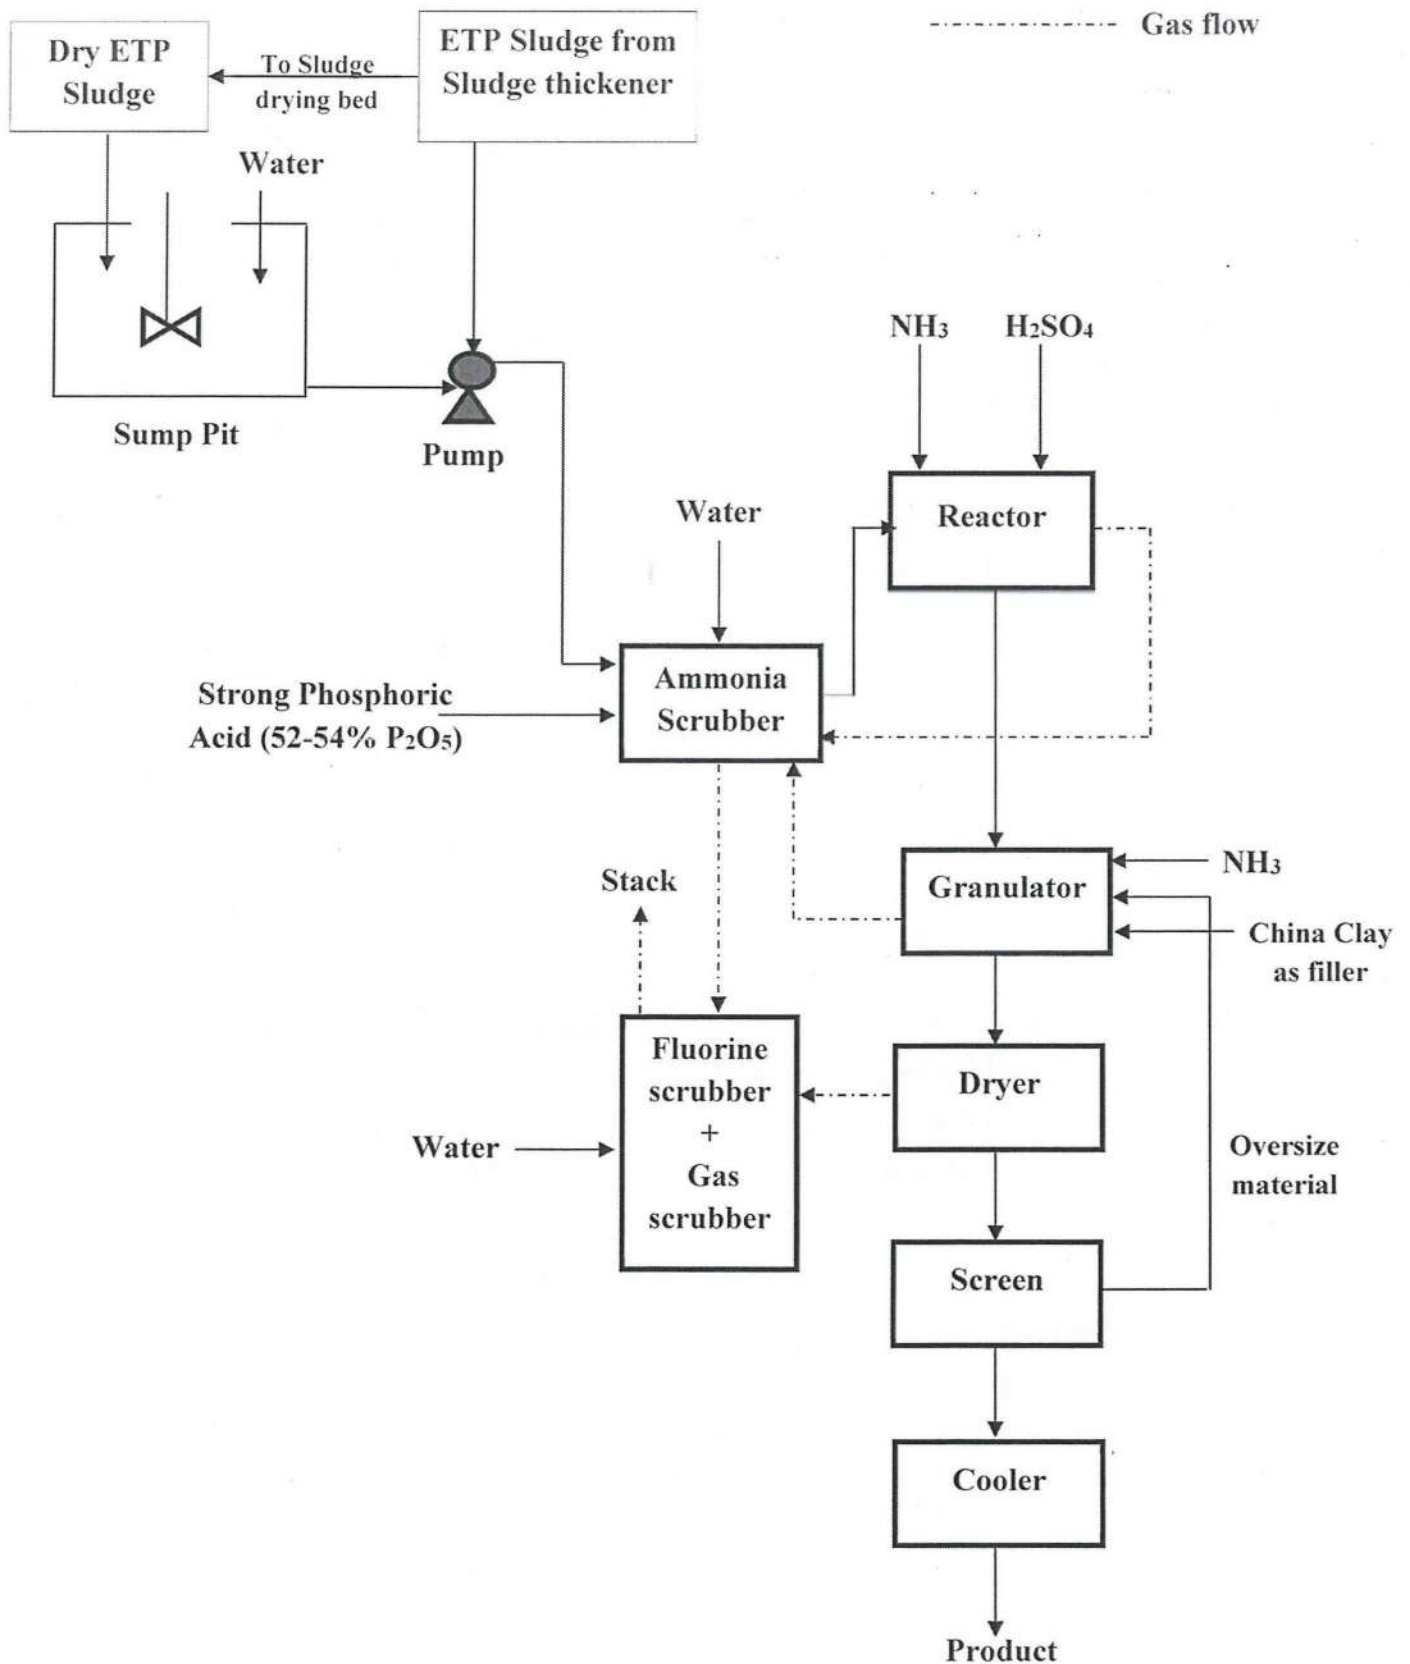 Gas flow
Dry ETP
Sludge
To Sludge
drying bed
ETP Sludge from
Sludge thickener
Water
Sump Pit
Pump
NH₃
H₂SO₄
Reactor
Water
Ammonia
Scrubber
Strong Phosphoric
Acid (52-54% P₂O₅)
Granulator
NH₃
China Clay
as filler
Stack
Fluorine
scrubber
+
Gas
scrubber
Water
Dryer
Oversize
material
Screen
Cooler
Product